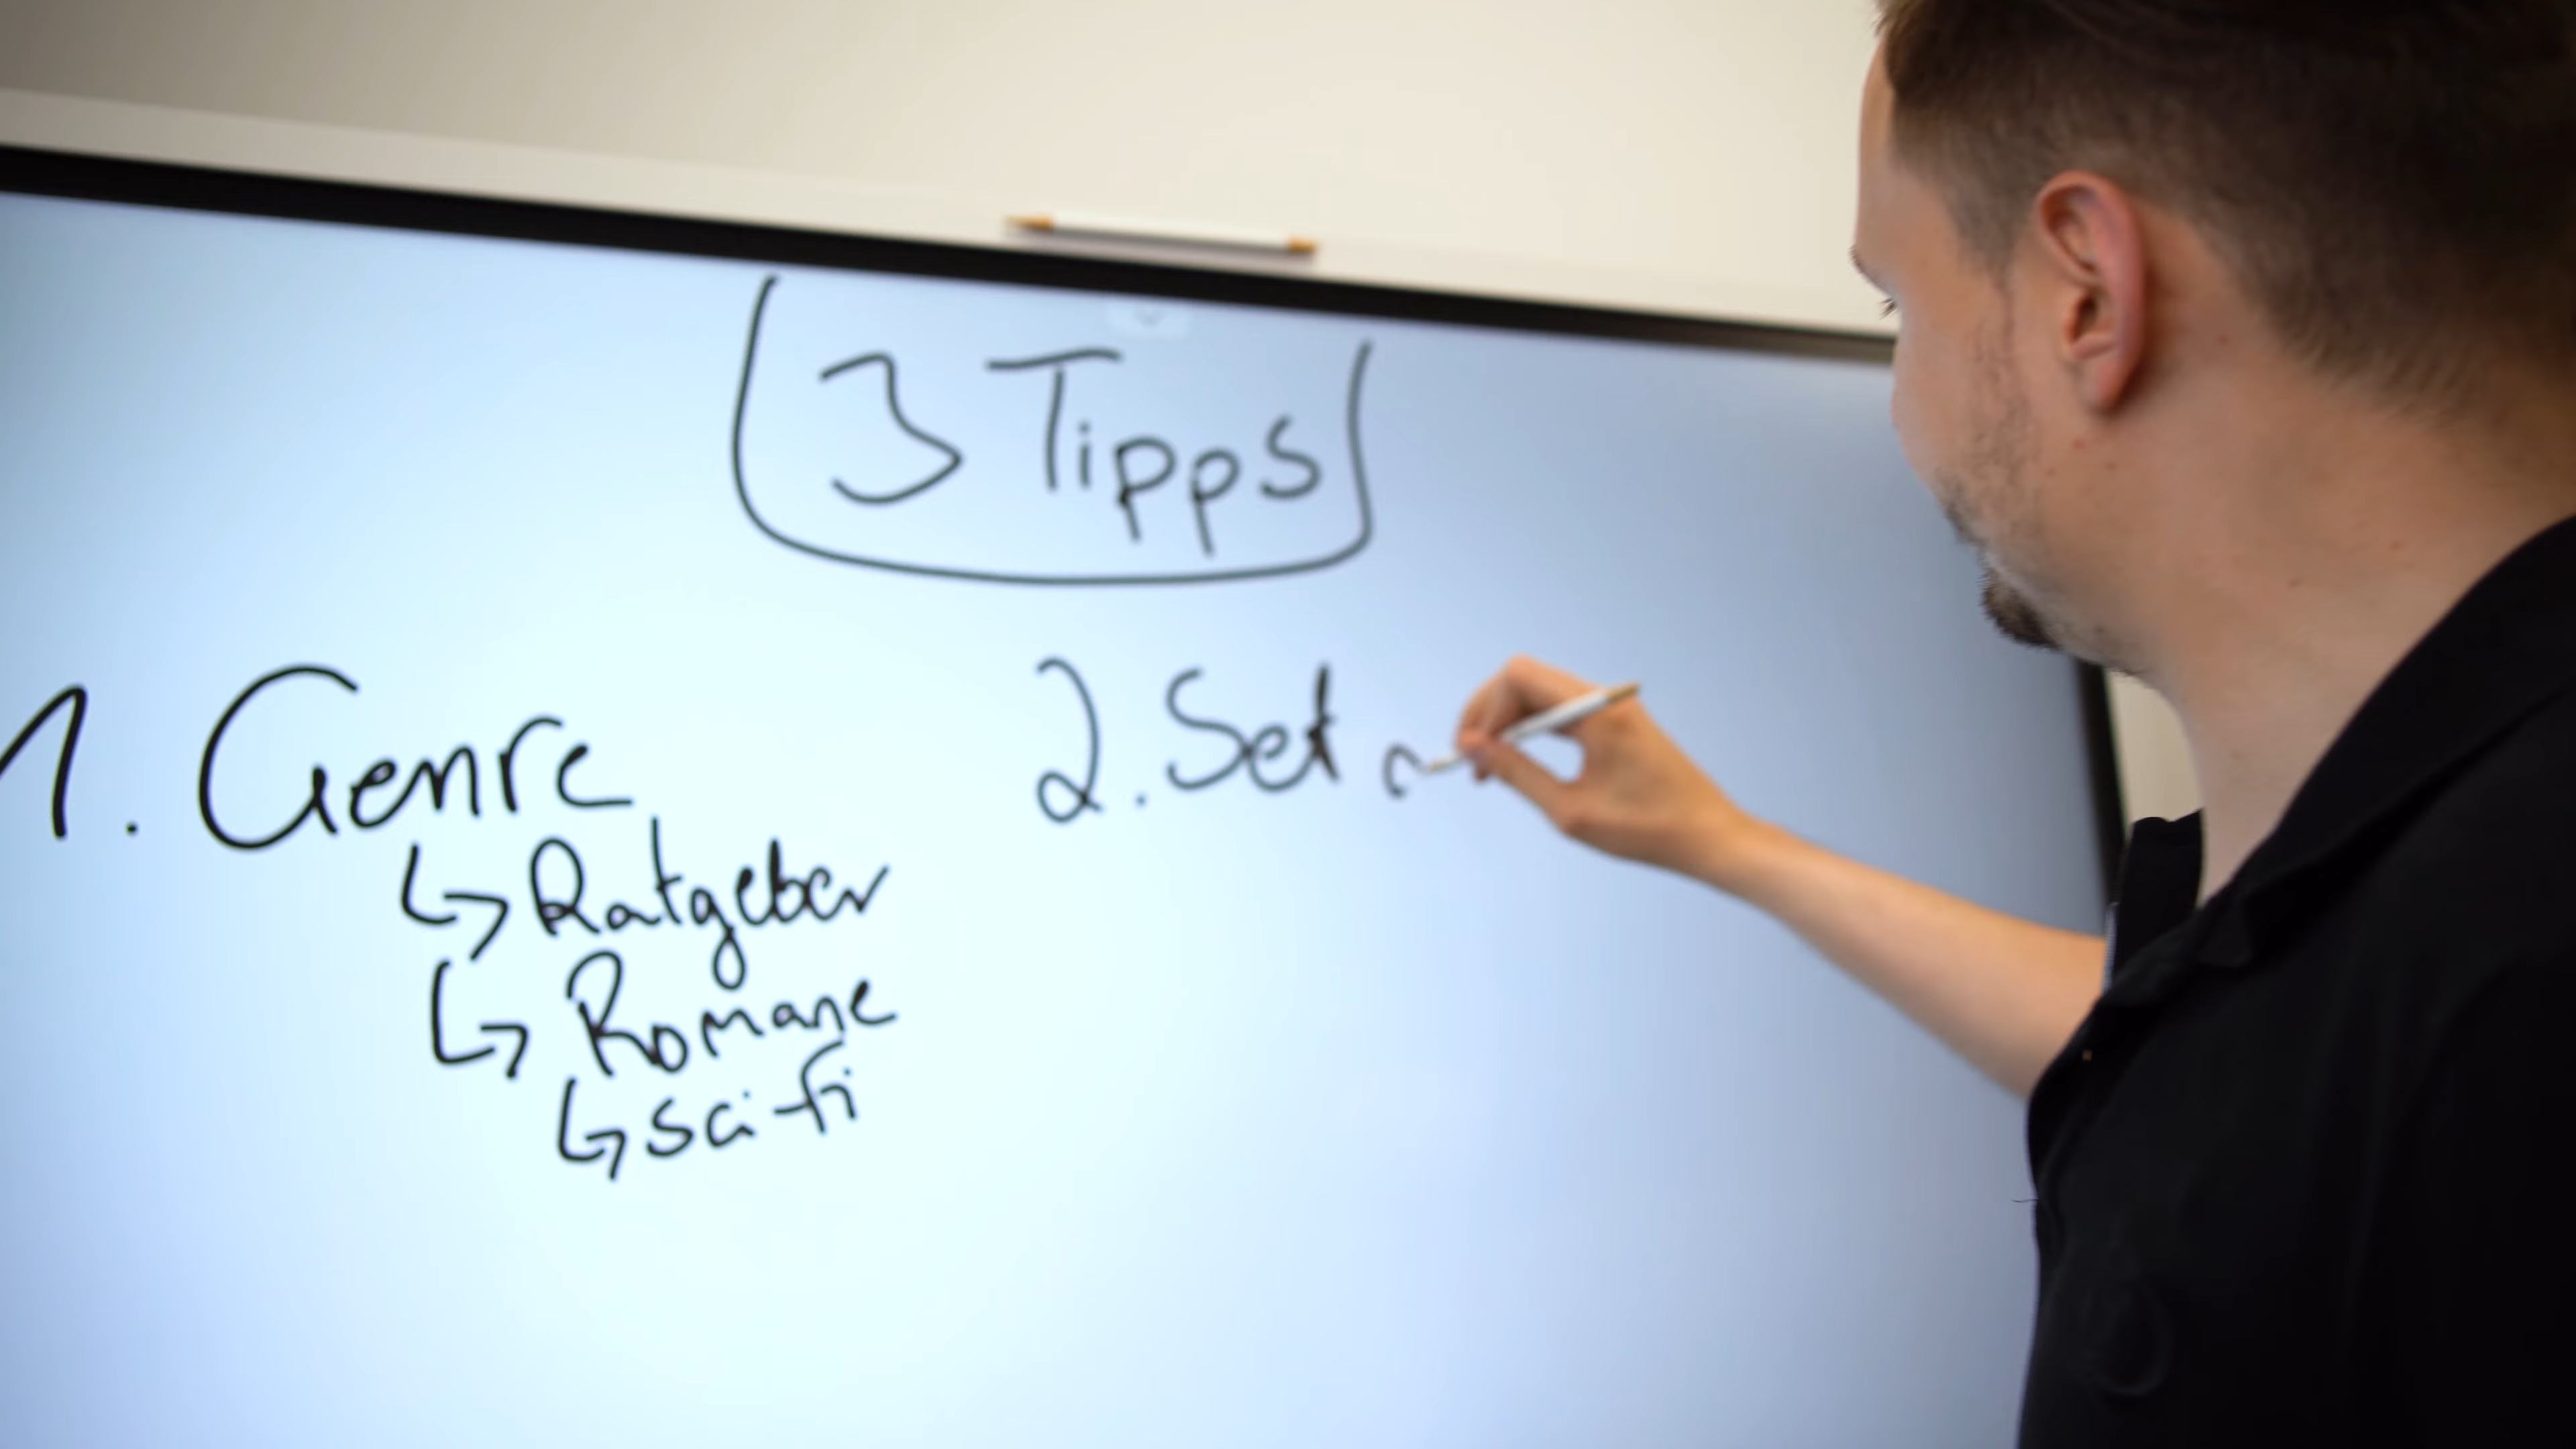 3 Tipps
1. Genre
↳ Ratgeber
↳ Romane
↳ sci-fi
2. Set